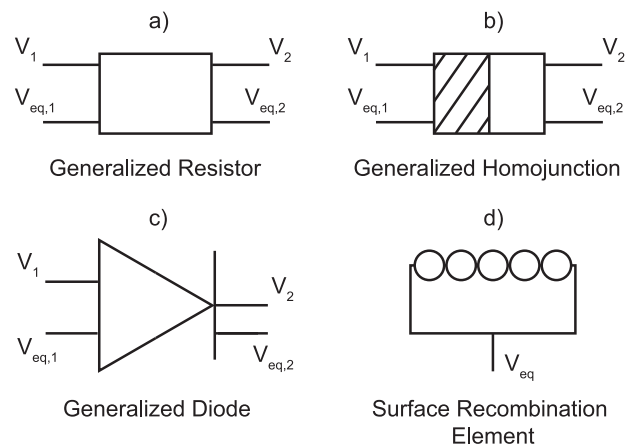 a)
V1
V2
Veq,1
Veq,2
Generalized Resistor
b)
V1
V2
Veq,1
Veq,2
Generalized Homojunction
c)
V1
V2
Veq,1
Veq,2
Generalized Diode
d)
Veq
Surface Recombination
Element